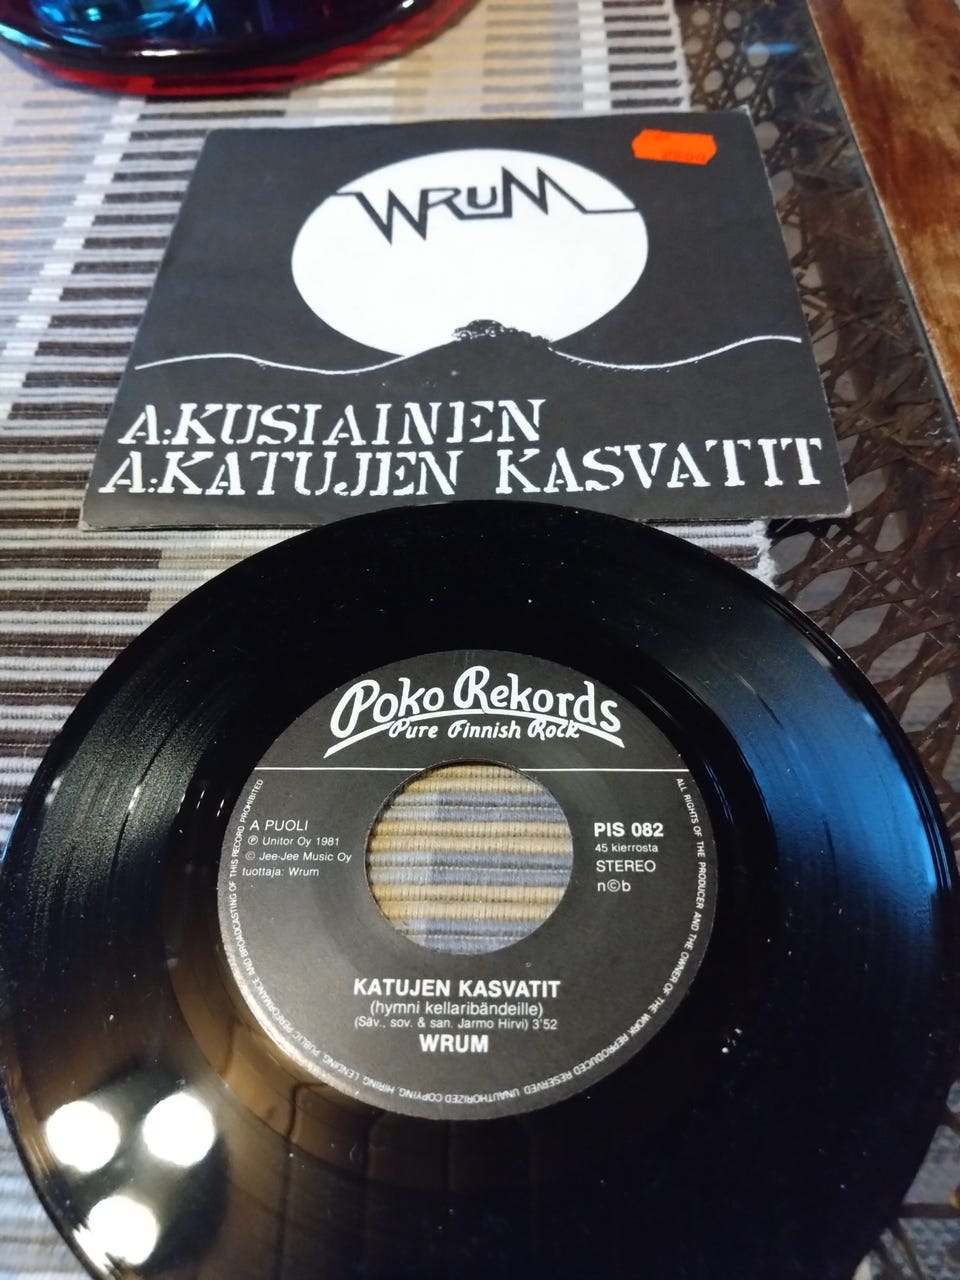 WRUM
A:KUSIAINEN
A:KATUJEN KASVATIT
Poko Rekords
Pure Finnish Rock
A PUOLI
℗ Unitor Oy 1981
© Jee-Jee Music Oy
tuottaja: Wrum
PIS 082
45 kierrosta
STEREO
n©b
KATUJEN KASVATIT
(hymni kellaribändeille)
(Säv., sov. & san. Jarmo Hirvi) 3'52
WRUM
ALL RIGHTS OF THE PRODUCER AND THE OWNER OF THE WORK REPRODUCED RESERVED. UNAUTHORIZED COPYING, HIRING, LENDING, PUBLIC PERFORMANCE AND BROADCASTING OF THIS RECORD PROHIBITED